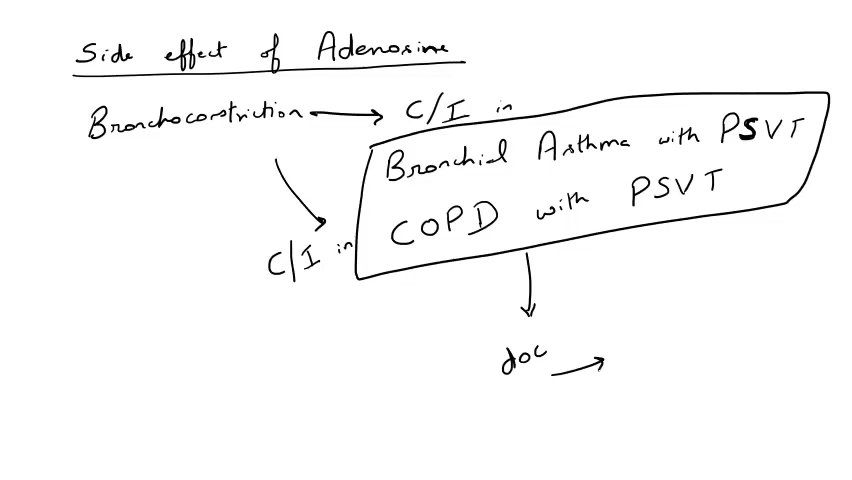 Side effect of Adenosine
Bronchoconstriction → C/I in
Bronchial Asthma with PSVT
C/I in COPD with PSVT
doc →